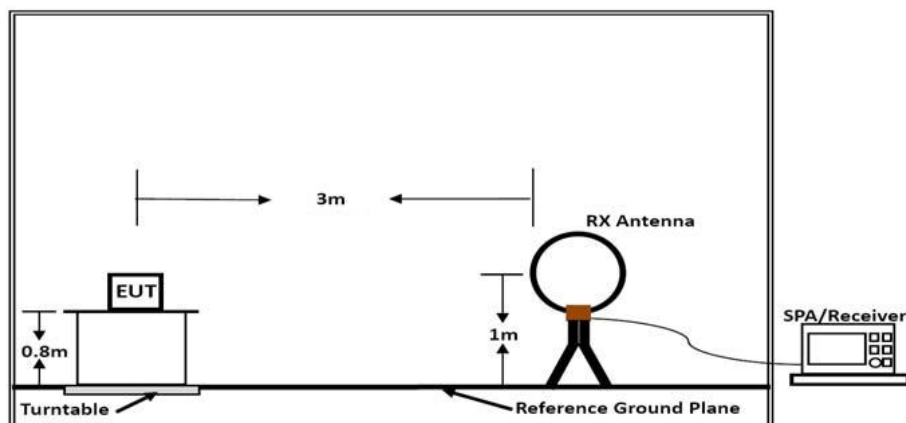 3m
RX Antenna
EUT
SPA/Receiver
0.8m
1m
Turntable
Reference Ground Plane